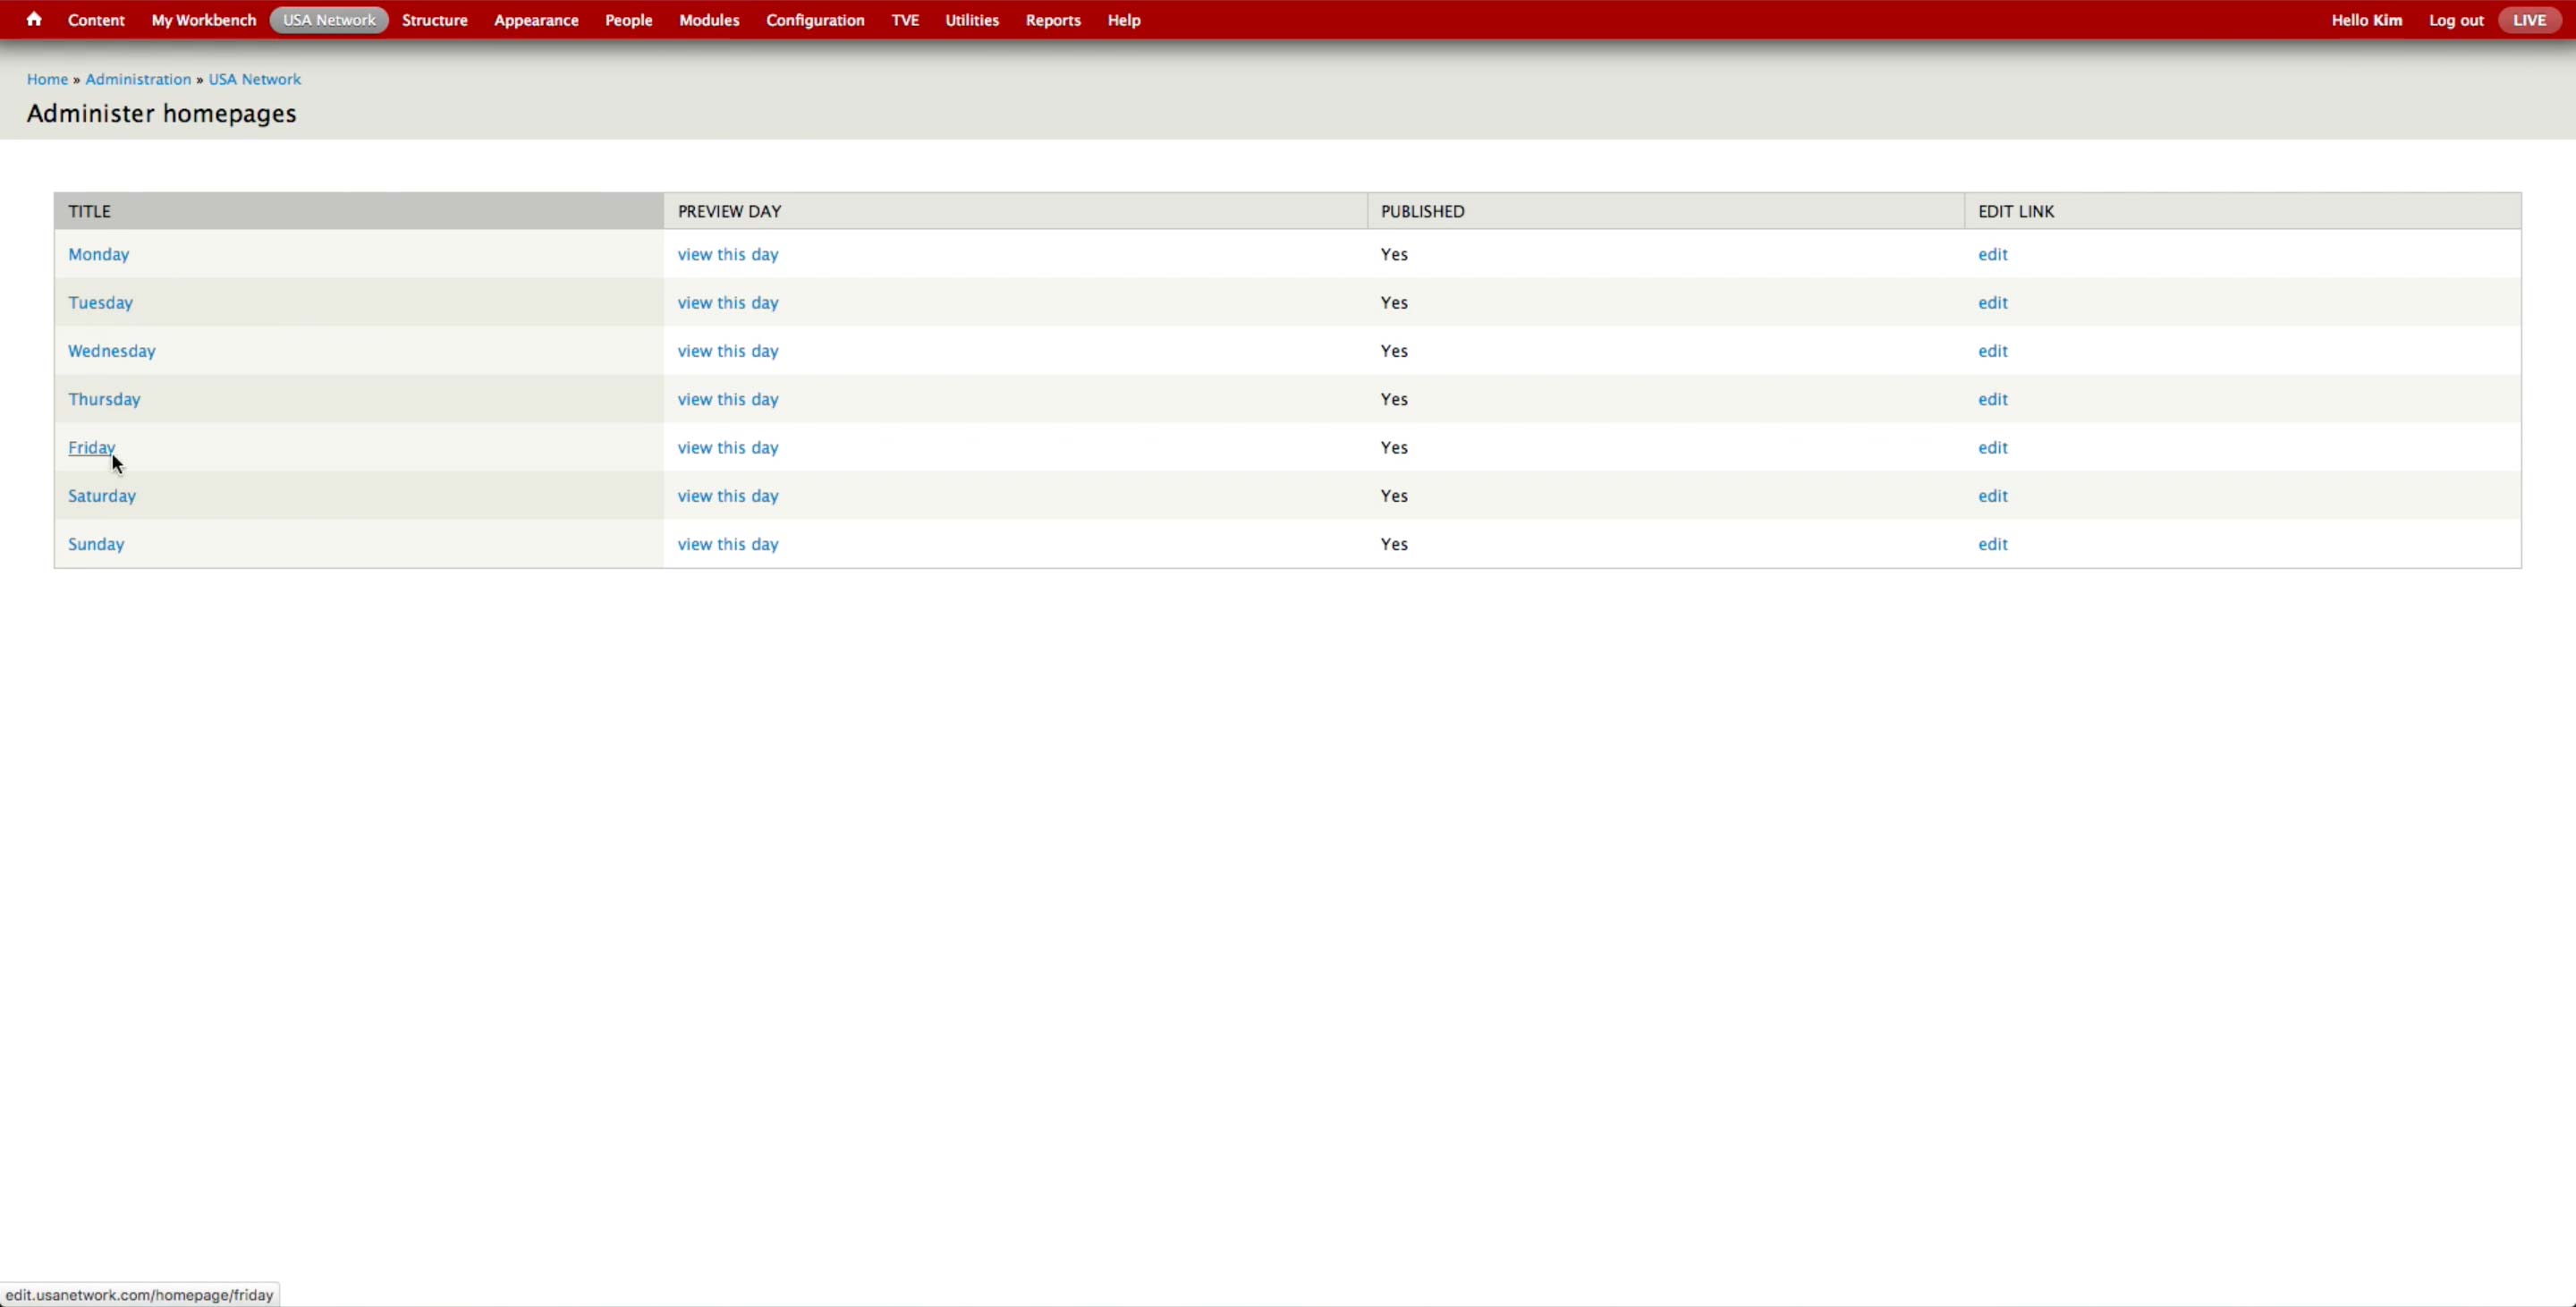 Content My Workbench USA Network Structure Appearance People Modules Configuration TVE Utilities Reports Help Hello Kim Log out LIVE
Home » Administration » USA Network
Administer homepages
TITLE PREVIEW DAY PUBLISHED EDIT LINK
Monday view this day Yes edit
Tuesday view this day Yes edit
Wednesday view this day Yes edit
Thursday view this day Yes edit
Friday view this day Yes edit
Saturday view this day Yes edit
Sunday view this day Yes edit
edit.usanetwork.com/homepage/friday